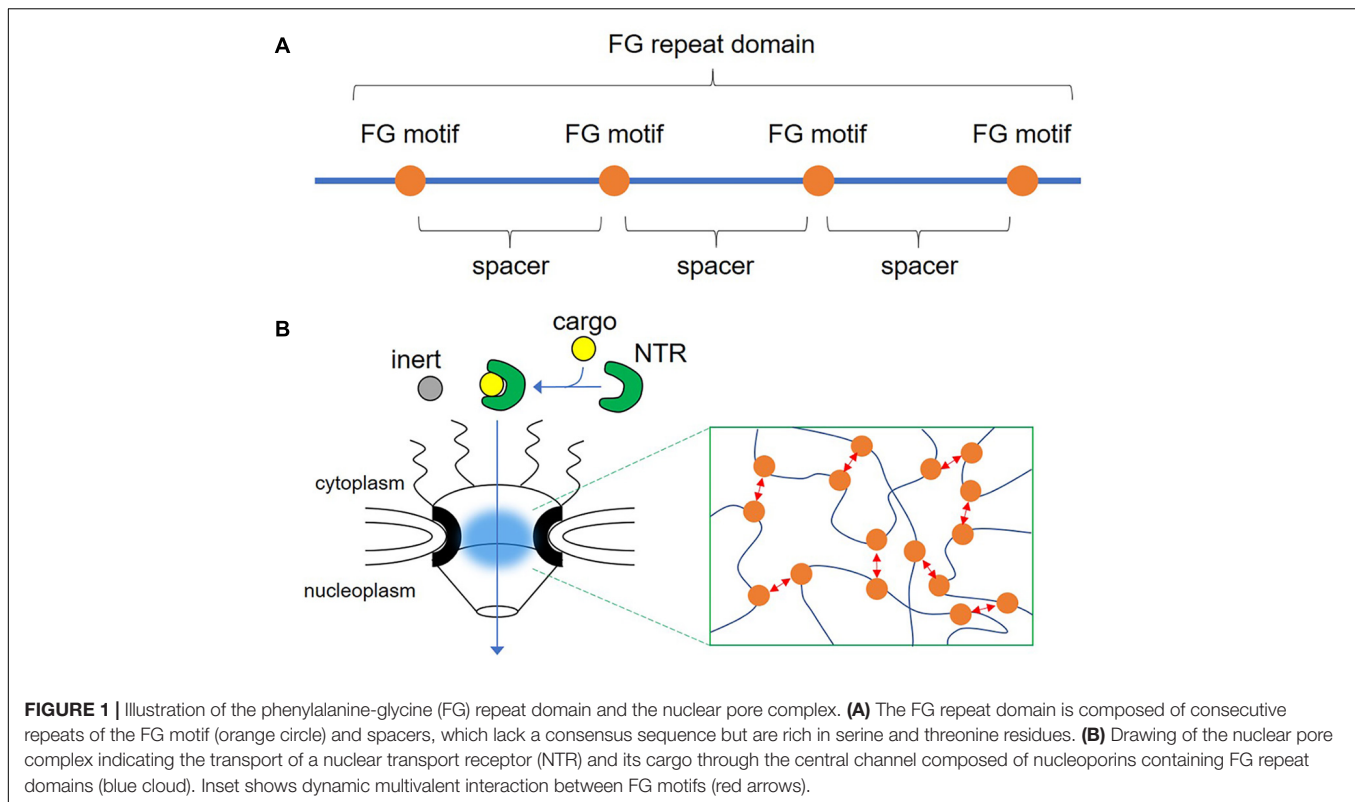 A
FG repeat domain
FG motif FG motif FG motif FG motif
spacer spacer spacer
B
cargo
inert NTR
cytoplasm
nucleoplasm
FIGURE 1 | Illustration of the phenylalanine-glycine (FG) repeat domain and the nuclear pore complex. (A) The FG repeat domain is composed of consecutive
repeats of the FG motif (orange circle) and spacers, which lack a consensus sequence but are rich in serine and threonine residues. (B) Drawing of the nuclear pore
complex indicating the transport of a nuclear transport receptor (NTR) and its cargo through the central channel composed of nucleoporins containing FG repeat
domains (blue cloud). Inset shows dynamic multivalent interaction between FG motifs (red arrows).